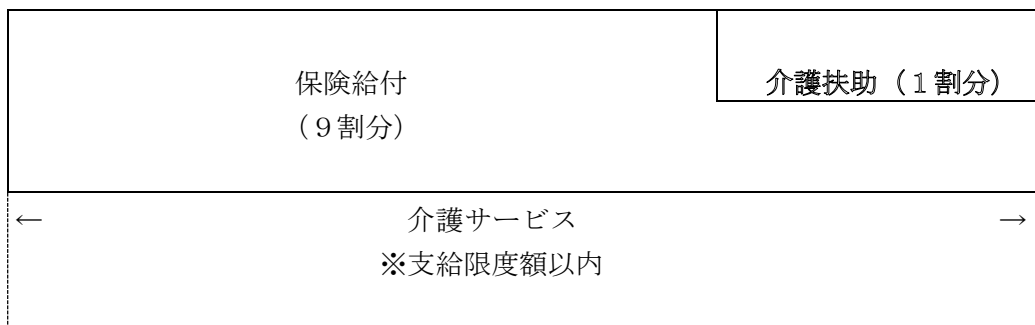 保険給付
（９割分）
介護扶助（１割分）
← 介護サービス →
※支給限度額以内